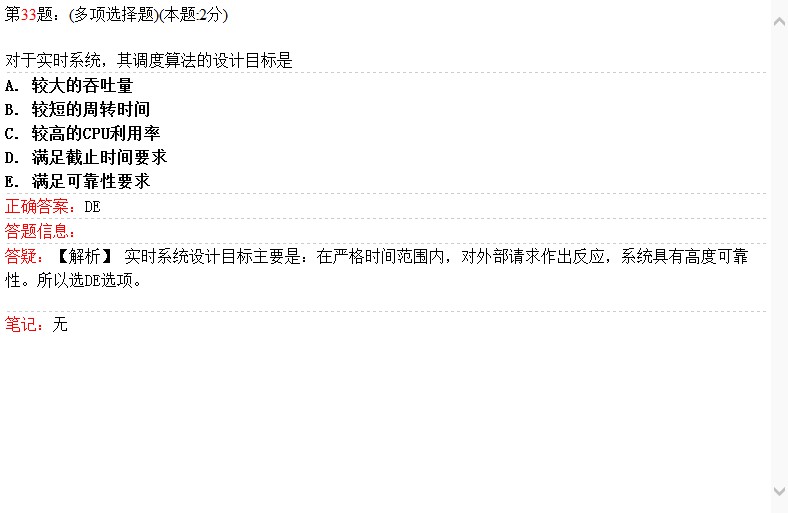 第33题：(多项选择题)(本题:2分)
对于实时系统，其调度算法的设计目标是
A. 较大的吞吐量
B. 较短的周转时间
C. 较高的CPU利用率
D. 满足截止时间要求
E. 满足可靠性要求
正确答案：DE
答题信息：
答疑：【解析】 实时系统设计目标主要是：在严格时间范围内，对外部请求作出反应，系统具有高度可靠
性。所以选DE选项。
笔记：无